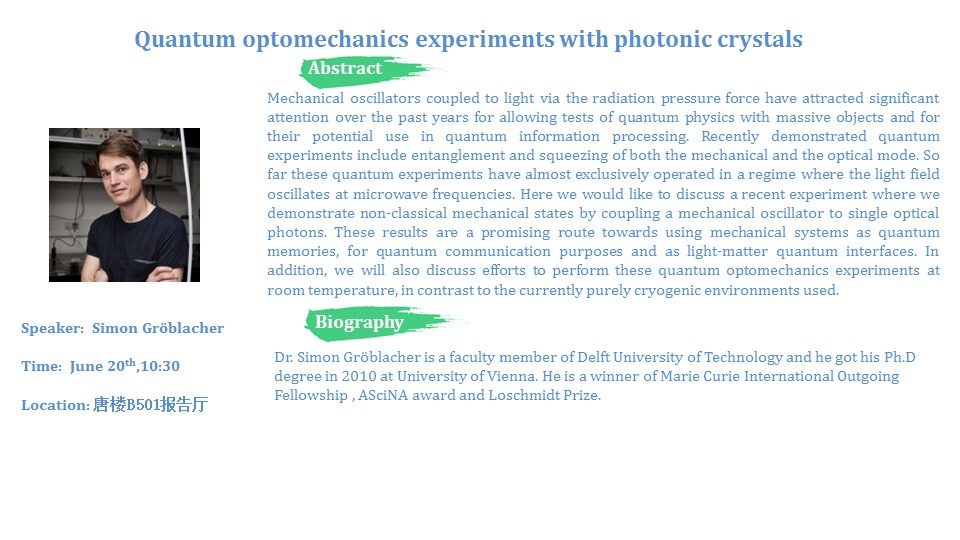 Quantum optomechanics experiments with photonic crystals
Abstract
Mechanical oscillators coupled to light via the radiation pressure force have attracted significant
attention over the past years for allowing tests of quantum physics with massive objects and for
their potential use in quantum information processing. Recently demonstrated quantum
experiments include entanglement and squeezing of both the mechanical and the optical mode. So
far these quantum experiments have almost exclusively operated in a regime where the light field
oscillates at microwave frequencies. Here we would like to discuss a recent experiment where we
demonstrate non-classical mechanical states by coupling a mechanical oscillator to single optical
photons. These results are a promising route towards using mechanical systems as quantum
memories, for quantum communication purposes and as light-matter quantum interfaces. In
addition, we will also discuss efforts to perform these quantum optomechanics experiments at
room temperature, in contrast to the currently purely cryogenic environments used.
Speaker: Simon Gröblacher
Time: June 20th,10:30
Location: 唐楼B501报告厅
Biography
Dr. Simon Gröblacher is a faculty member of Delft University of Technology and he got his Ph.D
degree in 2010 at University of Vienna. He is a winner of Marie Curie International Outgoing
Fellowship , ASciNA award and Loschmidt Prize.